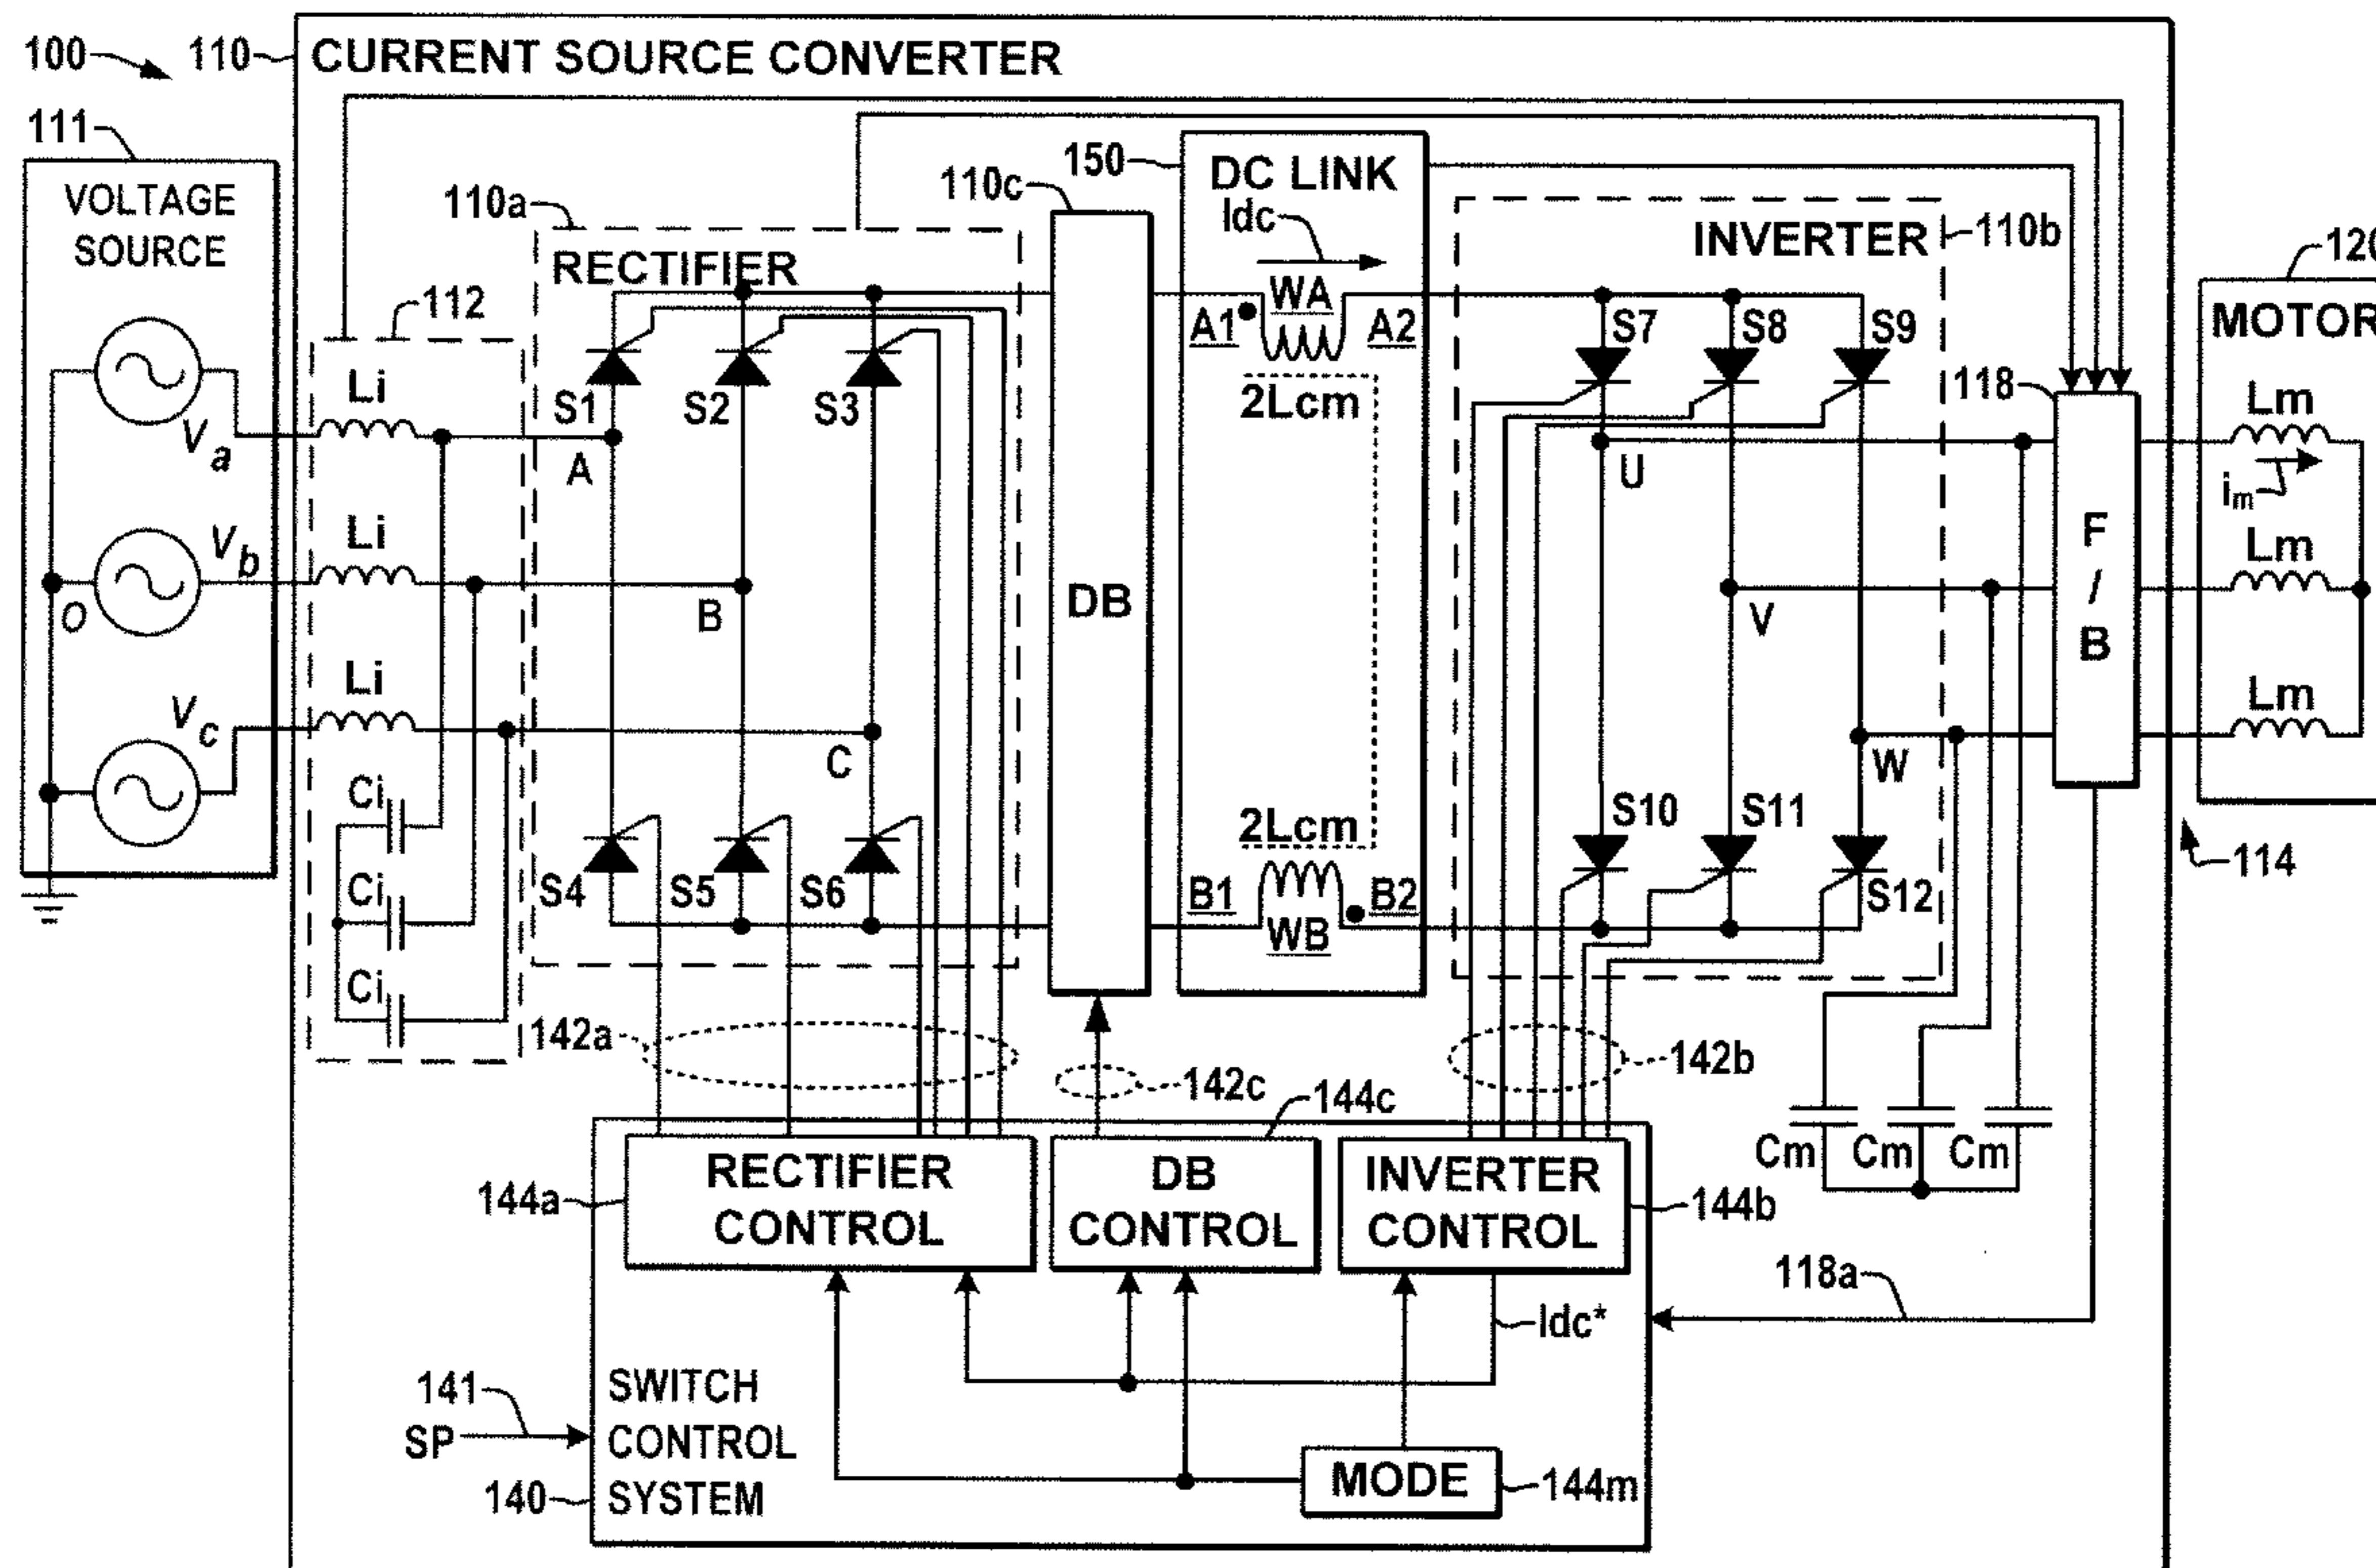 100
110
CURRENT SOURCE CONVERTER
111
VOLTAGE
SOURCE
Va
Vb
O
Vc
112
Li
Li
Li
Ci
Ci
Ci
110a
RECTIFIER
S1
S2
S3
A
B
C
S4
S5
S6
110c
DB
150
DC LINK
Idc
WA
A1
A2
2Lcm
2Lcm
B1
B2
WB
INVERTER
110b
S7
S8
S9
U
V
W
S10
S11
S12
118
F
/
B
120
MOTOR
Lm
im
Lm
Lm
114
142a
142c
142b
144c
Cm
Cm
Cm
144a
RECTIFIER
CONTROL
DB
CONTROL
INVERTER
CONTROL
144b
118a
Idc*
141
SP
140
SWITCH
CONTROL
SYSTEM
MODE
144m